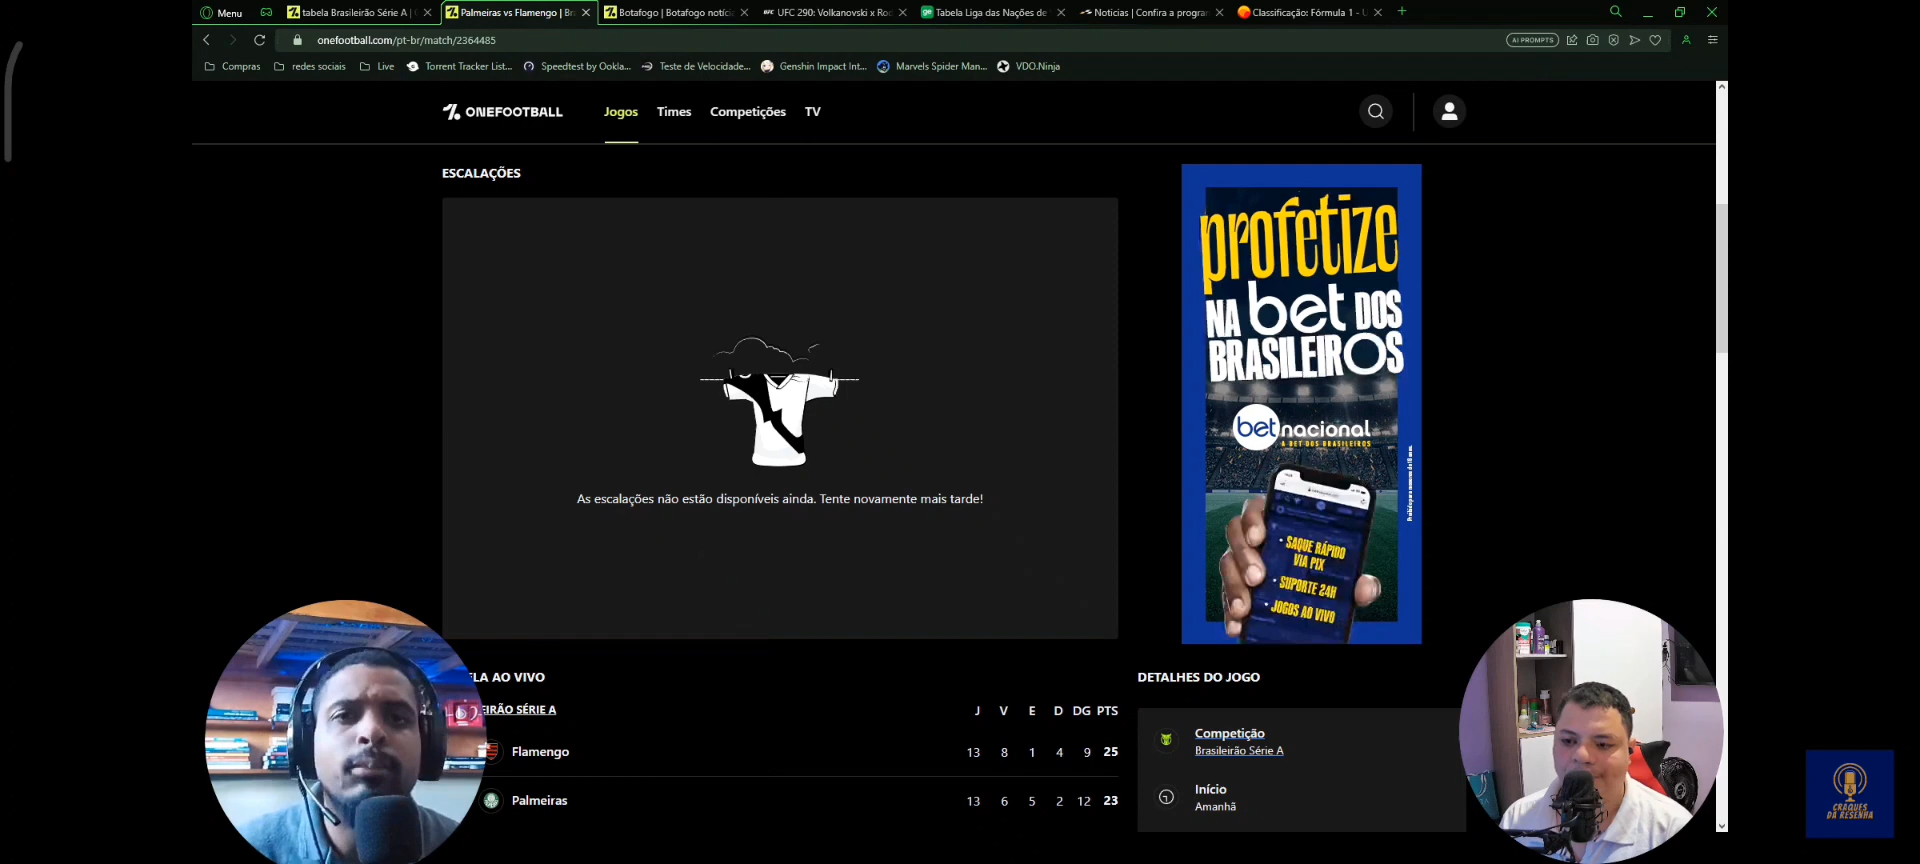 Menu
tabela Brasileirão Série A |
Palmeiras vs Flamengo |
Botafogo | Botafogo notíci
UFC 290: Volkanovski x Rod
Tabela Liga das Nações de
Noticias | Confira a program
Classificação: Fórmula 1 - U
onefootball.com/pt-br/match/2364485
AI PROMPTS
Compras
redes sociais
Live
Torrent Tracker List...
Speedtest by Ookla...
Teste de Velocidade...
Genshin Impact Int...
Marvels Spider Man...
VDO.Ninja
ONEFOOTBALL
Jogos
Times
Competições
TV
ESCALAÇÕES
As escalações não estão disponíveis ainda. Tente novamente mais tarde!
profetize
NA bet DOS
BRASILEIROS
betnacional
A BET DOS BRASILEIROS
• SAQUE RÁPIDO
VIA PIX
• SUPORTE 24H
• JOGOS AO VIVO
LA AO VIVO
EIRÃO SÉRIE A
J V E D DG PTS
Flamengo 13 8 1 4 9 25
Palmeiras 13 6 5 2 12 23
DETALHES DO JOGO
Competição
Brasileirão Série A
Início
Amanhã
CRAQUES
DA RESENHA